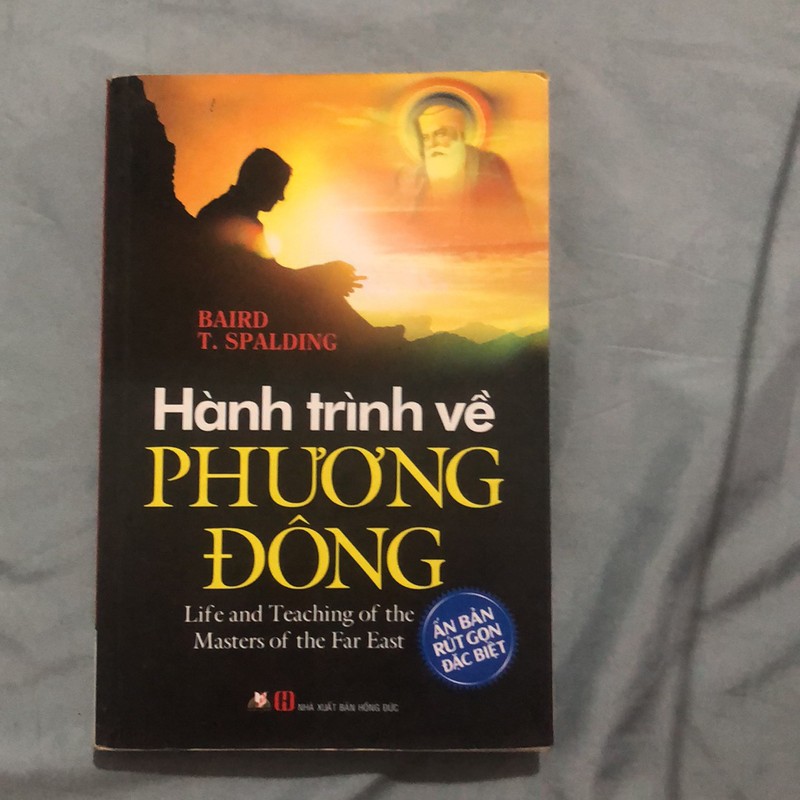 BAIRD
T. SPALDING
Hành trình về
PHƯƠNG
ĐÔNG
Life and Teaching of the
Masters of the Far East
ẤN BẢN
RÚT GỌN
ĐẶC BIỆT
H NHÀ XUẤT BẢN HỒNG ĐỨC